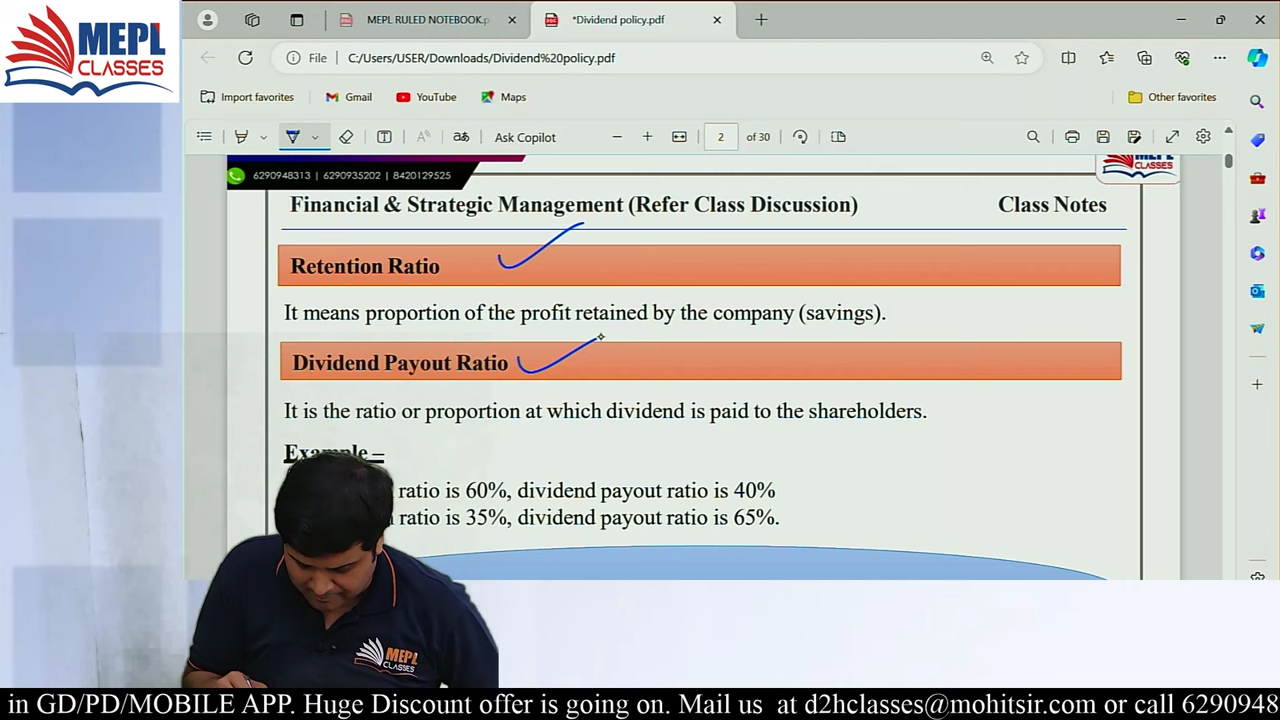 MEPL
CLASSES
MEPL RULED NOTEBOOK.p
*Dividend policy.pdf
File
C:/Users/USER/Downloads/Dividend%20policy.pdf
Import favorites
Gmail
YouTube
Maps
Other favorites
Ask Copilot
2
of 30
6290948313 | 6290935202 | 8420129525
CLASSES
Financial & Strategic Management (Refer Class Discussion)
Class Notes
Retention Ratio
It means proportion of the profit retained by the company (savings).
Dividend Payout Ratio
It is the ratio or proportion at which dividend is paid to the shareholders.
Example –
ratio is 60%, dividend payout ratio is 40%
ratio is 35%, dividend payout ratio is 65%.
MEPL
CLASSES
in GD/PD/MOBILE APP. Huge Discount offer is going on. Mail us at d2hclasses@mohitsir.com or call 6290948